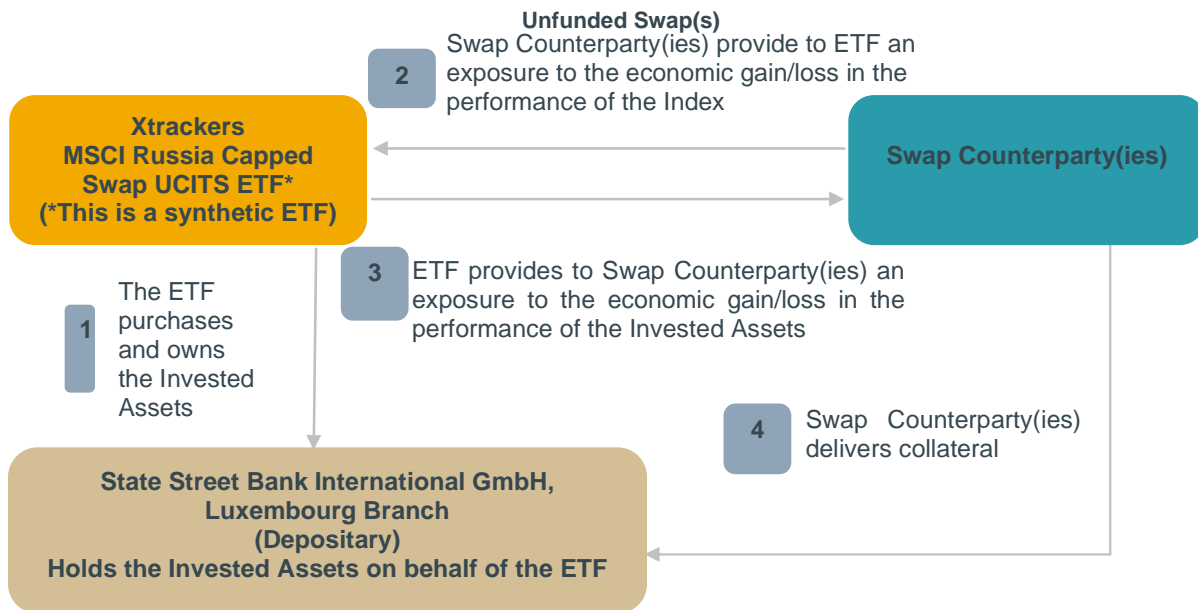 Unfunded Swap(s)
2
Swap Counterparty(ies) provide to ETF an
exposure to the economic gain/loss in the
performance of the Index
Xtrackers
MSCI Russia Capped
Swap UCITS ETF*
(*This is a synthetic ETF)
Swap Counterparty(ies)
1
The ETF
purchases
and owns
the Invested
Assets
3
ETF provides to Swap Counterparty(ies) an
exposure to the economic gain/loss in the
performance of the Invested Assets
4
Swap Counterparty(ies)
delivers collateral
State Street Bank International GmbH,
Luxembourg Branch
(Depositary)
Holds the Invested Assets on behalf of the ETF